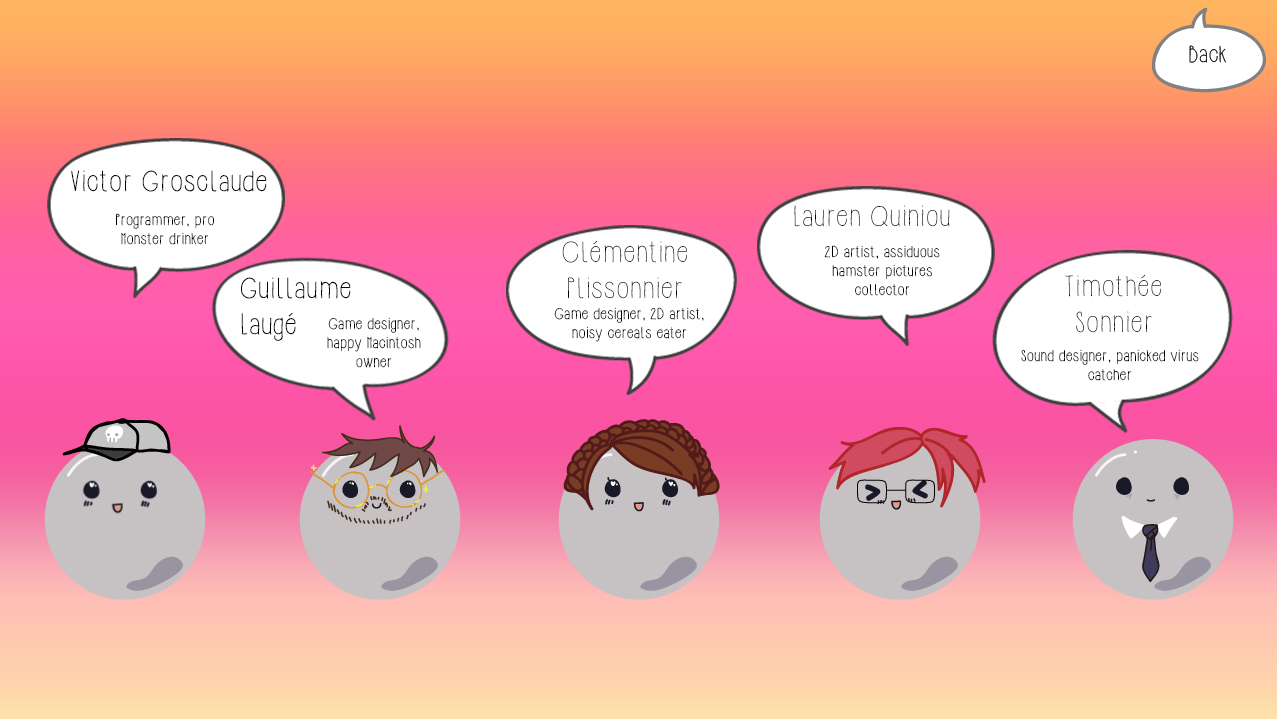 Back
Victor Grosclaude
Programmer, pro
Monster drinker
Guillaume
Laugé
Game designer,
happy Macintosh
owner
Clémentine
Plissonnier
Game designer, 2D artist,
noisy cereals eater
Lauren Quiniou
2D artist, assiduous
hamster pictures
collector
Timothée
Sonnier
Sound designer, panicked virus
catcher